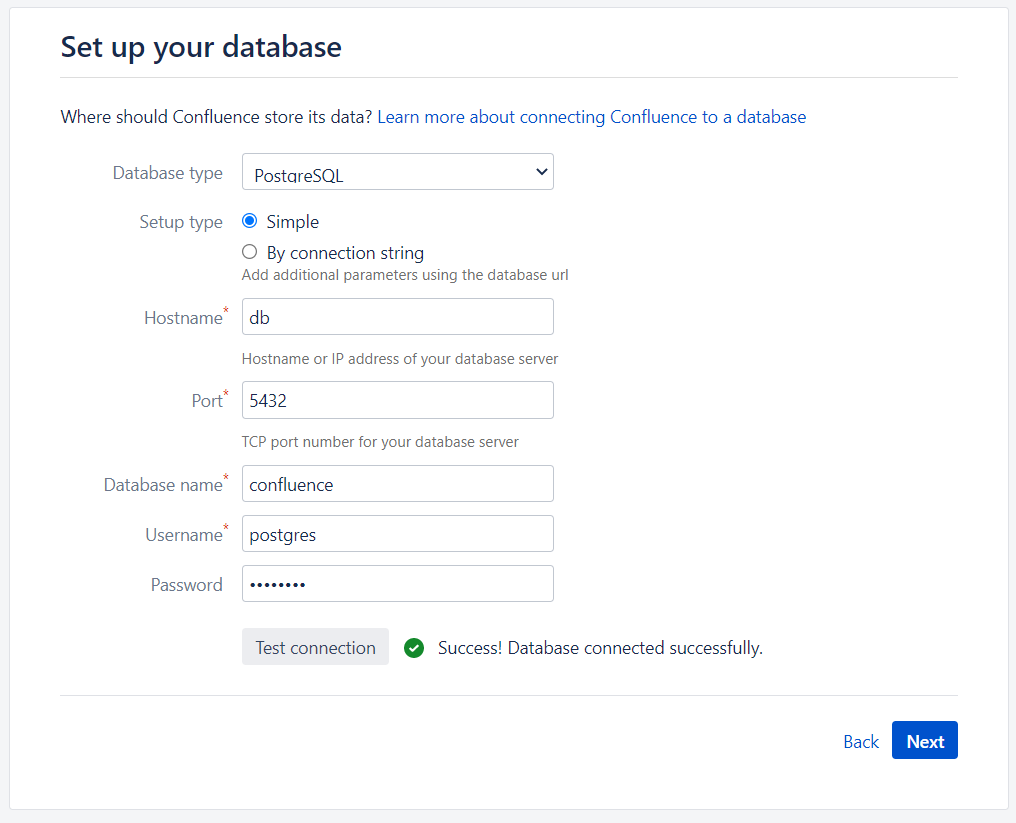 Set up your database
Where should Confluence store its data? Learn more about connecting Confluence to a database
Database type PostgreSQL
Setup type Simple
By connection string
Add additional parameters using the database url
Hostname* db
Hostname or IP address of your database server
Port* 5432
TCP port number for your database server
Database name* confluence
Username* postgres
Password ••••••••
Test connection Success! Database connected successfully.
Back Next